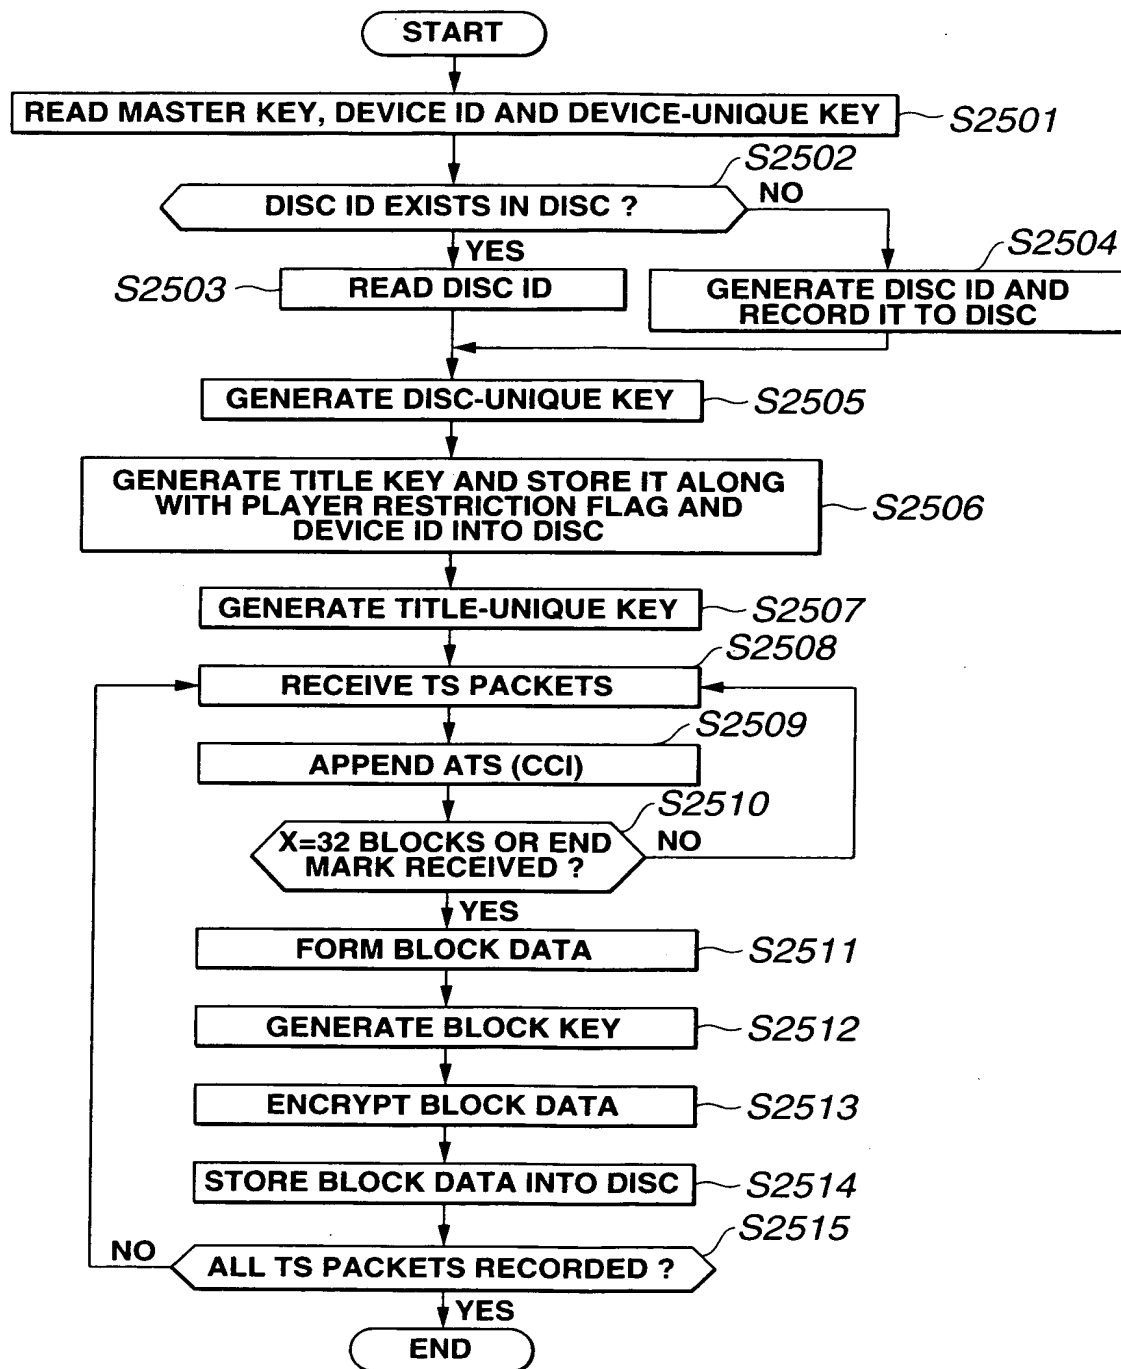 START
READ MASTER KEY, DEVICE ID AND DEVICE-UNIQUE KEY
S2501
S2502
DISC ID EXISTS IN DISC ?
NO
YES
S2503
READ DISC ID
S2504
GENERATE DISC ID AND
RECORD IT TO DISC
GENERATE DISC-UNIQUE KEY
S2505
GENERATE TITLE KEY AND STORE IT ALONG
WITH PLAYER RESTRICTION FLAG AND
DEVICE ID INTO DISC
S2506
GENERATE TITLE-UNIQUE KEY
S2507
S2508
RECEIVE TS PACKETS
S2509
APPEND ATS (CCI)
S2510
X=32 BLOCKS OR END
MARK RECEIVED ?
NO
YES
FORM BLOCK DATA
S2511
GENERATE BLOCK KEY
S2512
ENCRYPT BLOCK DATA
S2513
STORE BLOCK DATA INTO DISC
S2514
S2515
NO
ALL TS PACKETS RECORDED ?
YES
END